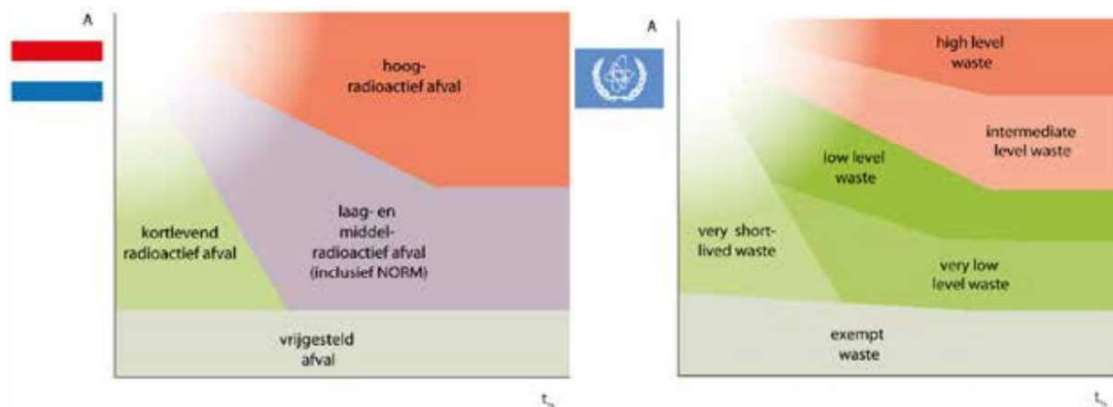 A
hoog-
radioactief afval
laag- en
middel-
radioactief afval
(inclusief NORM)
kortlevend
radioactief afval
vrijgesteld
afval
A
high level
waste
intermediate
level waste
low level
waste
very short-
lived waste
very low
level waste
exempt
waste